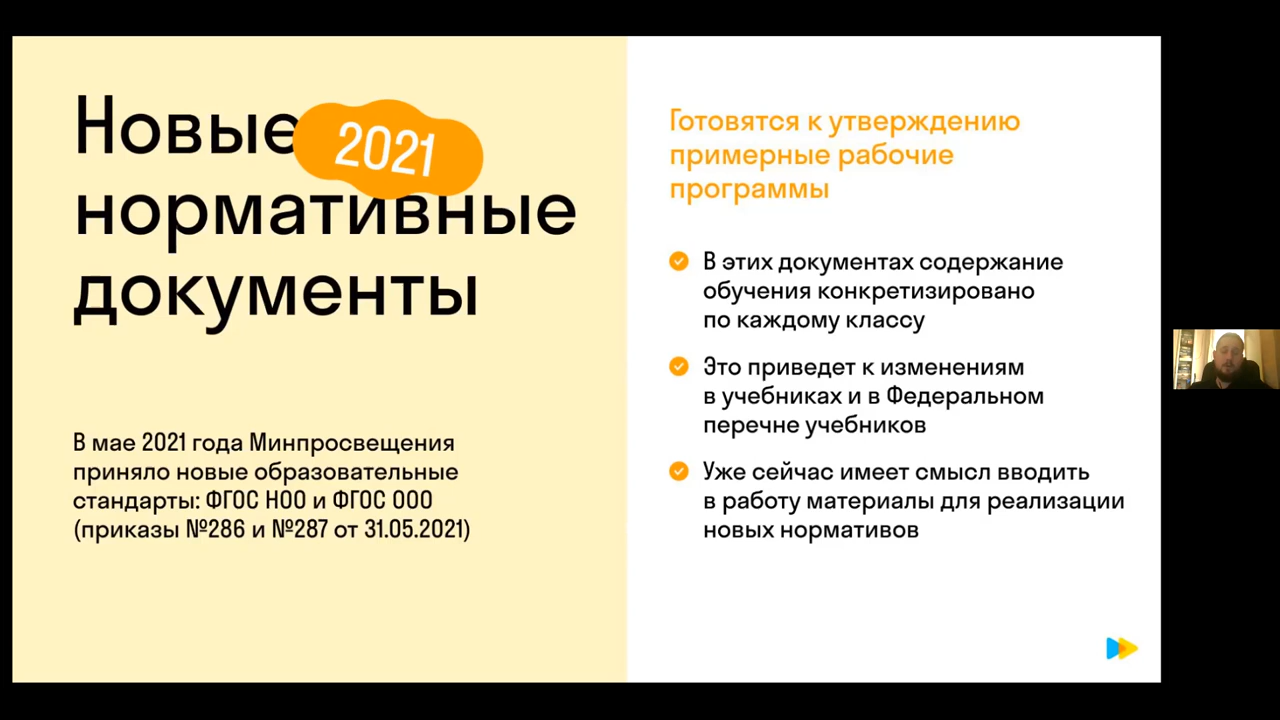 Новые
2021
нормативные
документы
В мае 2021 года Минпросвещения
приняло новые образовательные
стандарты: ФГОС НОО и ФГОС ООО
(приказы №286 и №287 от 31.05.2021)
Готовятся к утверждению
примерные рабочие
программы
В этих документах содержание
обучения конкретизировано
по каждому классу
Это приведет к изменениям
в учебниках и в Федеральном
перечне учебников
Уже сейчас имеет смысл вводить
в работу материалы для реализации
новых нормативов